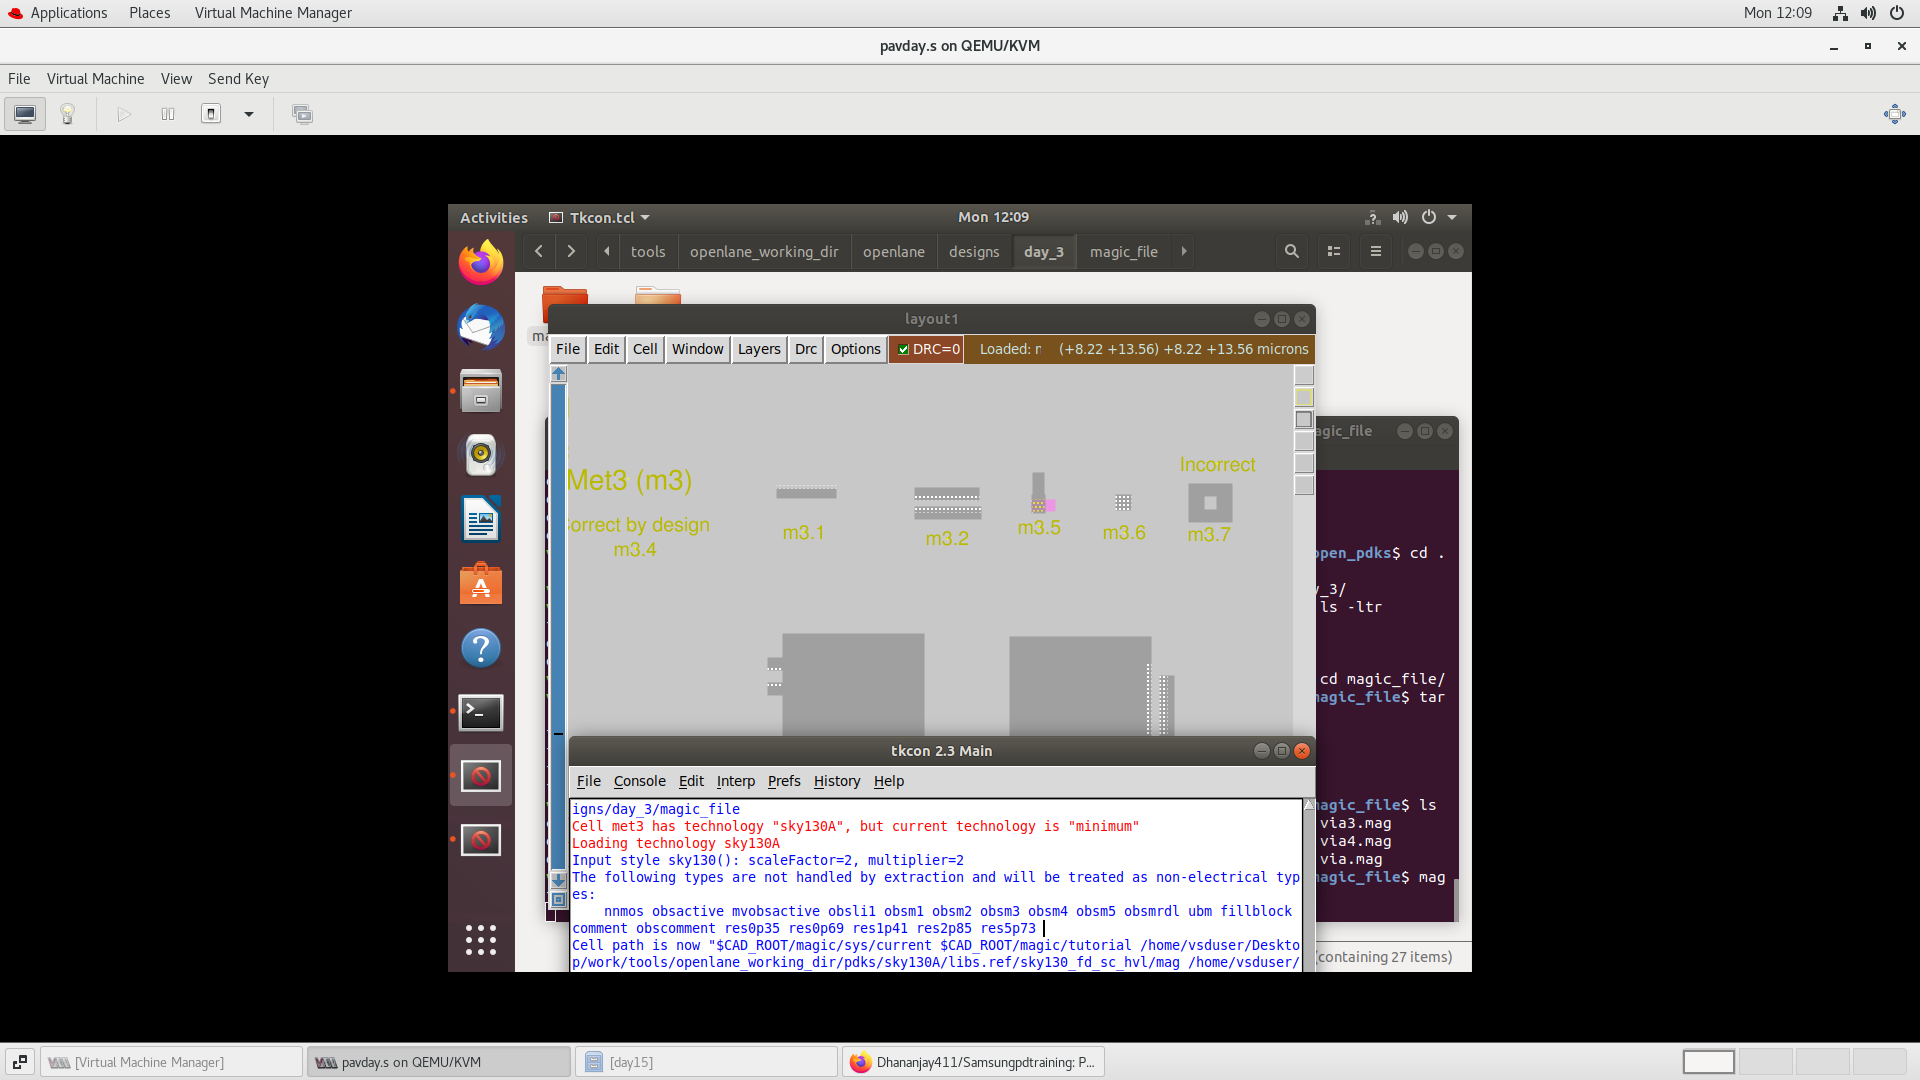 Applications Places Virtual Machine Manager Mon 12:09
pavday.s on QEMU/KVM
File Virtual Machine View Send Key
Activities Tkcon.tcl Mon 12:09
tools openlane_working_dir openlane designs day_3 magic_file
layout1
File Edit Cell Window Layers Drc Options DRC=0 Loaded: (+8.22 +13.56) +8.22 +13.56 microns
agic_file
Incorrect
Met3 (m3)
orrect by design
m3.4
m3.1
m3.2
m3.5
m3.6
m3.7
open_pdks$ cd .
y_3/
ls -ltr
cd magic_file/
magic_file$ tar
magic_file$ ls
via3.mag
via4.mag
via.mag
magic_file$ mag
tkcon 2.3 Main
File Console Edit Interp Prefs History Help
igns/day_3/magic_file
Cell met3 has technology "sky130A", but current technology is "minimum"
Loading technology sky130A
Input style sky130(): scaleFactor=2, multiplier=2
The following types are not handled by extraction and will be treated as non-electrical typ
es:
nnmos obsactive mvobsactive obsli1 obsm1 obsm2 obsm3 obsm4 obsm5 obsmrdl ubm fillblock
comment obscomment res0p35 res0p69 res1p41 res2p85 res5p73
Cell path is now "$CAD_ROOT/magic/sys/current $CAD_ROOT/magic/tutorial /home/vsduser/Deskto
p/work/tools/openlane_working_dir/pdks/sky130A/libs.ref/sky130_fd_sc_hvl/mag /home/vsduser/
(containing 27 items)
[Virtual Machine Manager] pavday.s on QEMU/KVM [day15] Dhananjay411/Samsungpdtraining: P...